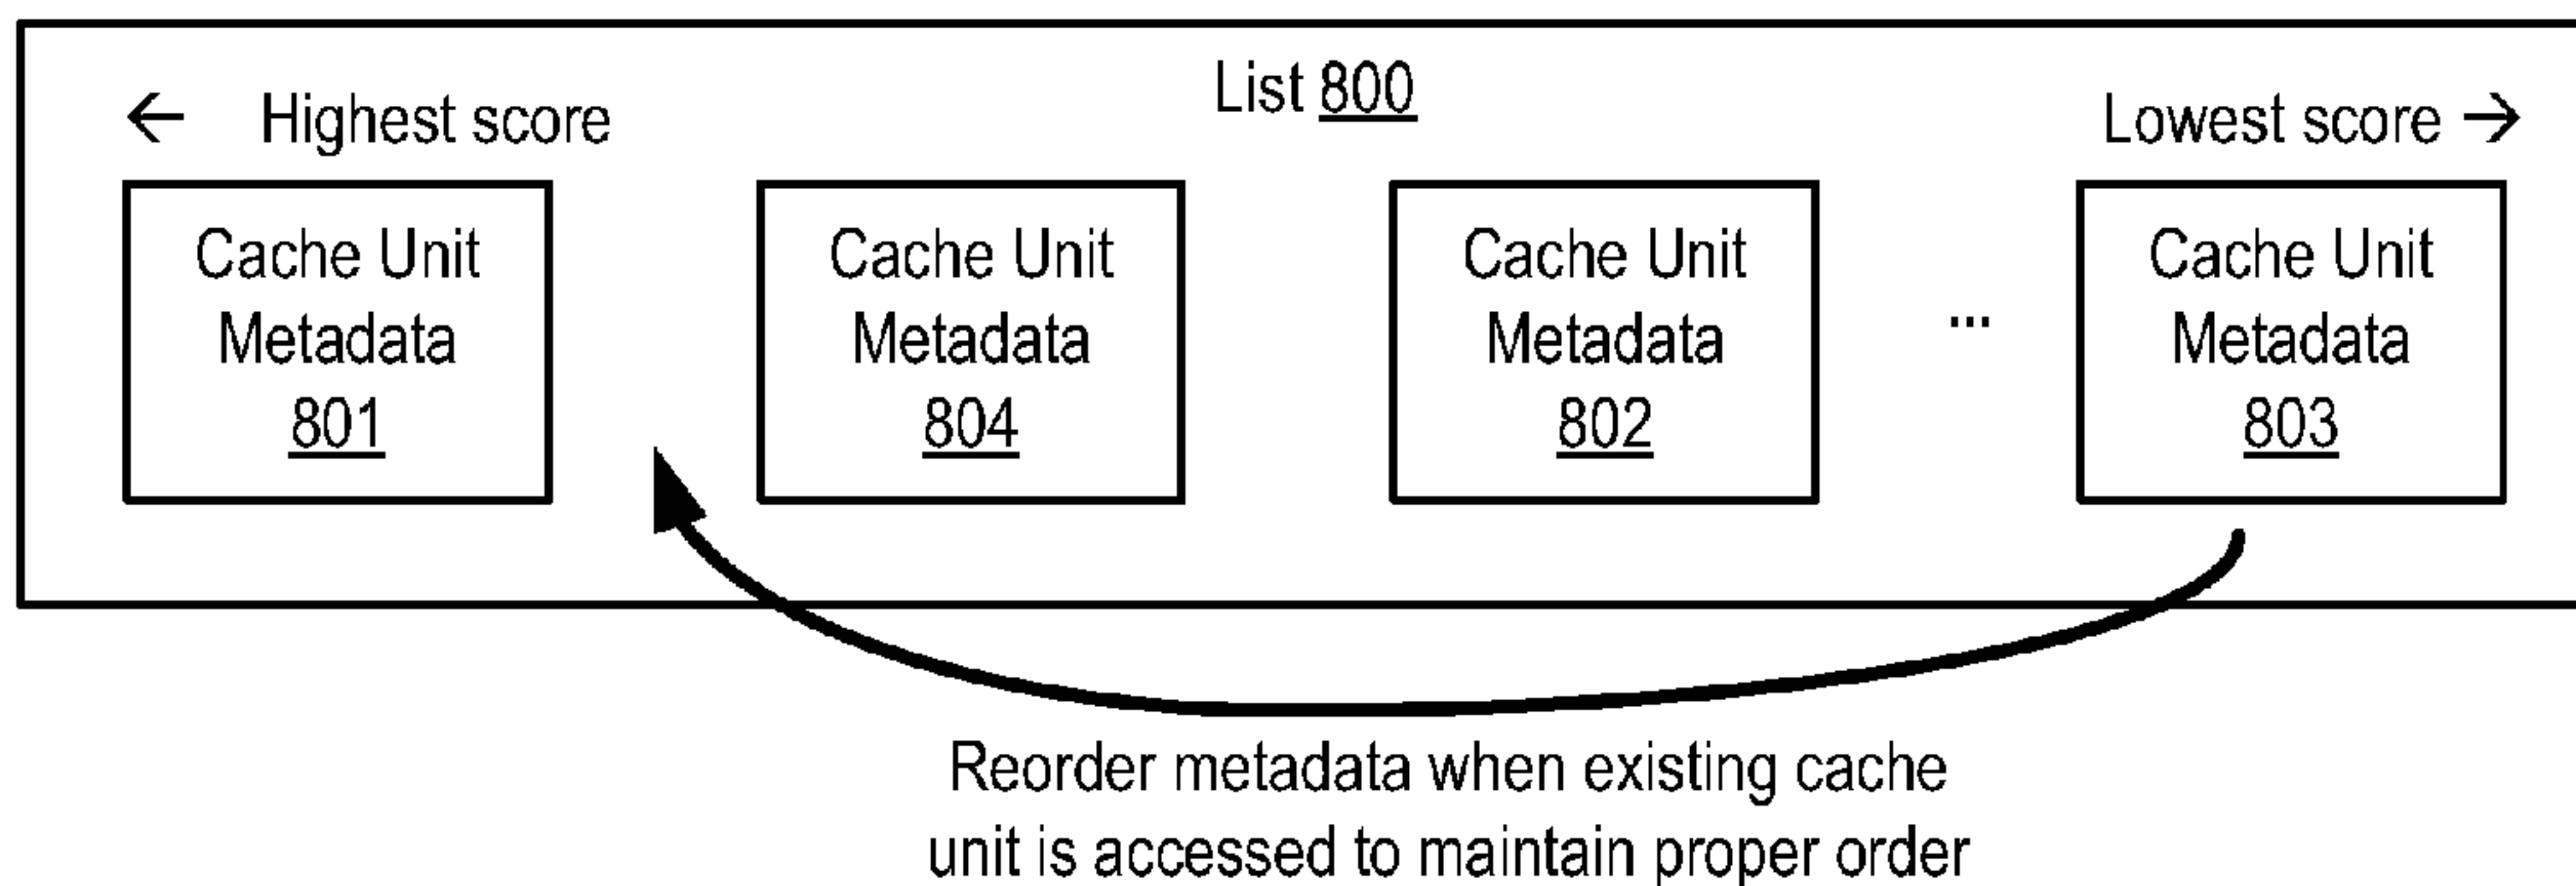 List 800
← Highest score
Lowest score →
Cache Unit
Metadata
801
Cache Unit
Metadata
804
Cache Unit
Metadata
802
...
Cache Unit
Metadata
803
Reorder metadata when existing cache
unit is accessed to maintain proper order